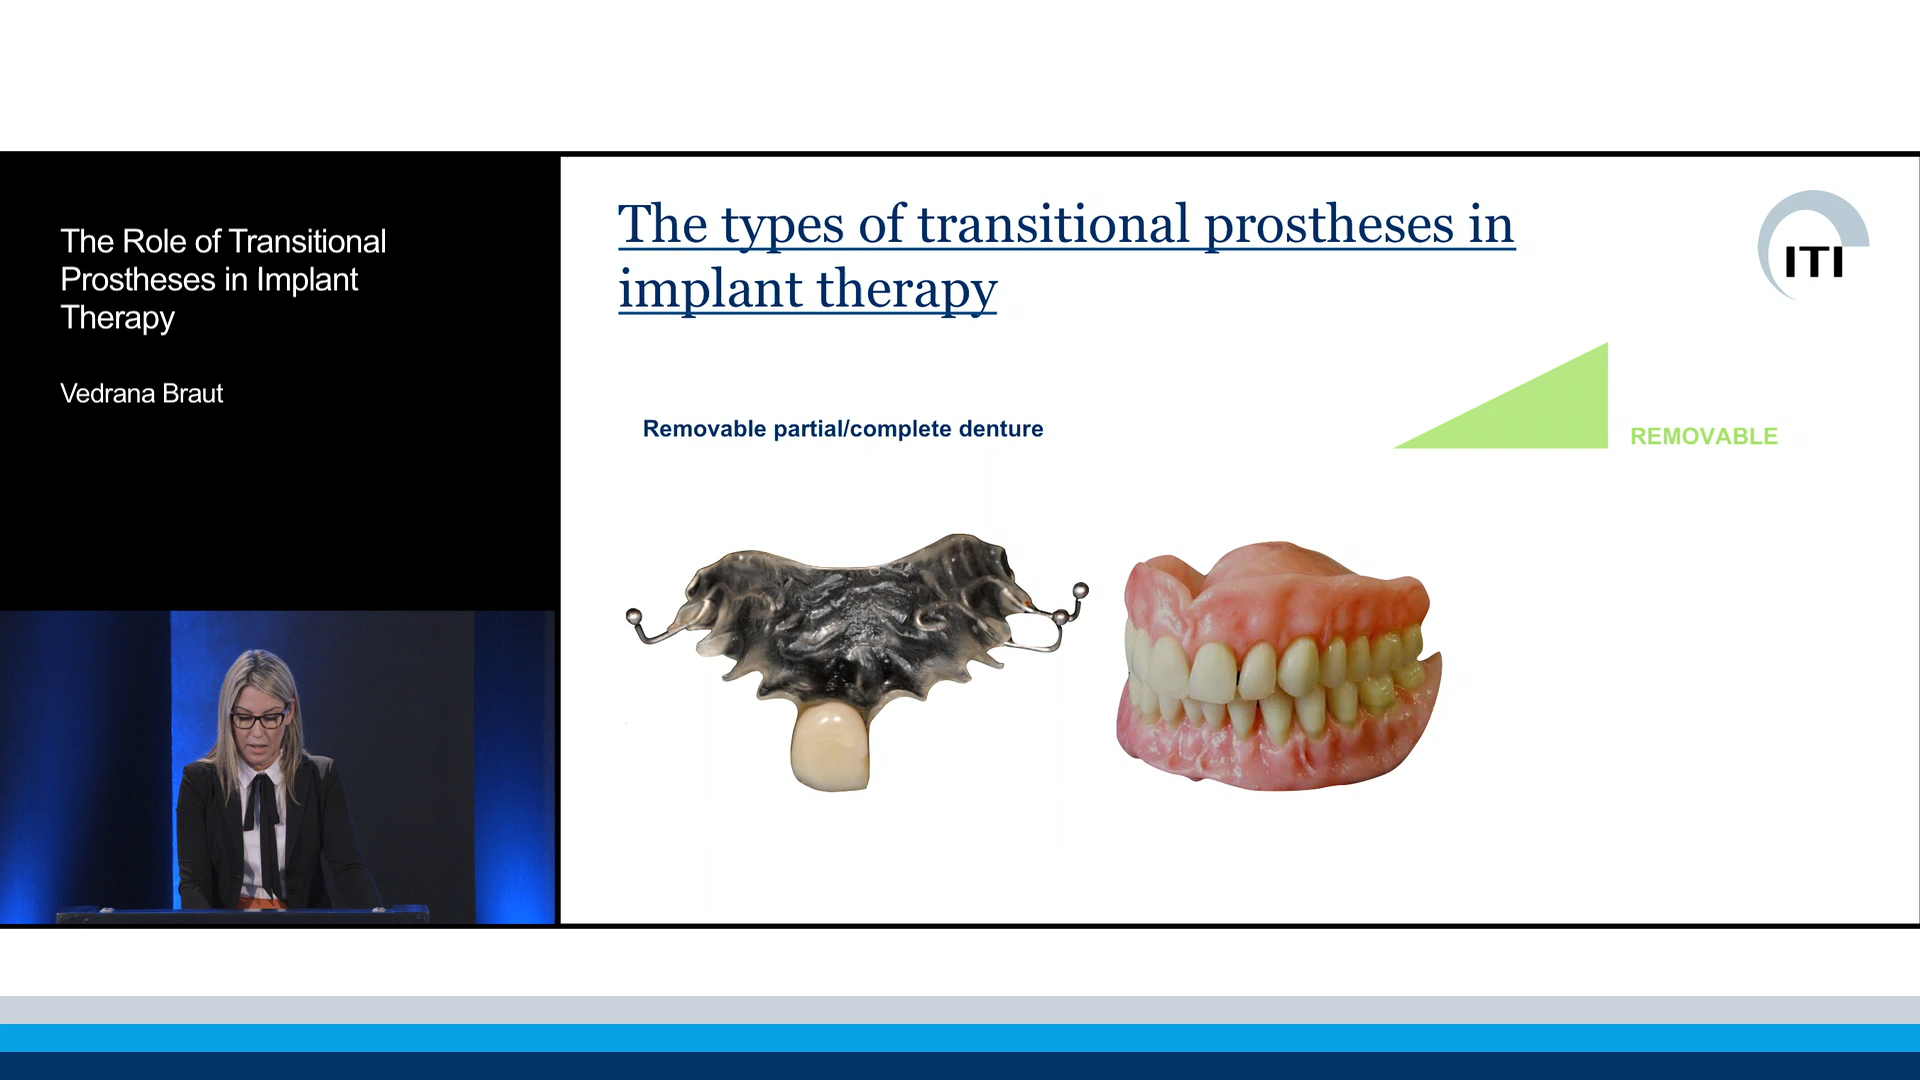 The Role of Transitional
Prostheses in Implant
Therapy
Vedrana Braut
The types of transitional prostheses in
implant therapy
ITI
Removable partial/complete denture
REMOVABLE